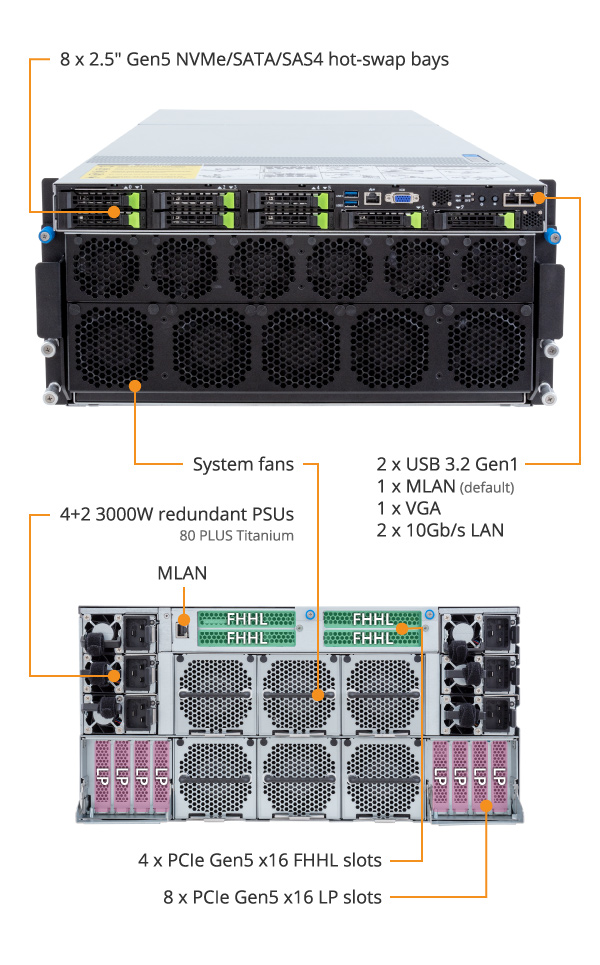 8 x 2.5" Gen5 NVMe/SATA/SAS4 hot-swap bays
System fans
2 x USB 3.2 Gen1
1 x MLAN (default)
1 x VGA
2 x 10Gb/s LAN
4+2 3000W redundant PSUs
80 PLUS Titanium
MLAN
FHHL FHHL
FHHL FHHL
LP LP LP LP LP LP LP LP
4 x PCIe Gen5 x16 FHHL slots
8 x PCIe Gen5 x16 LP slots